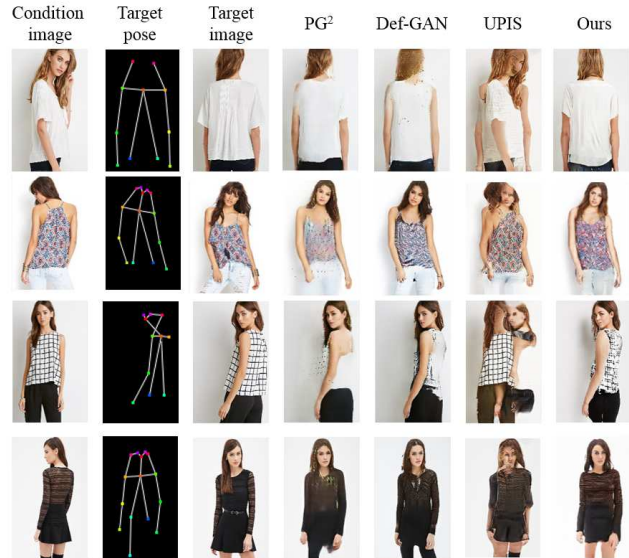 Condition image
Target pose
Target image
PG²
Def-GAN
UPIS
Ours